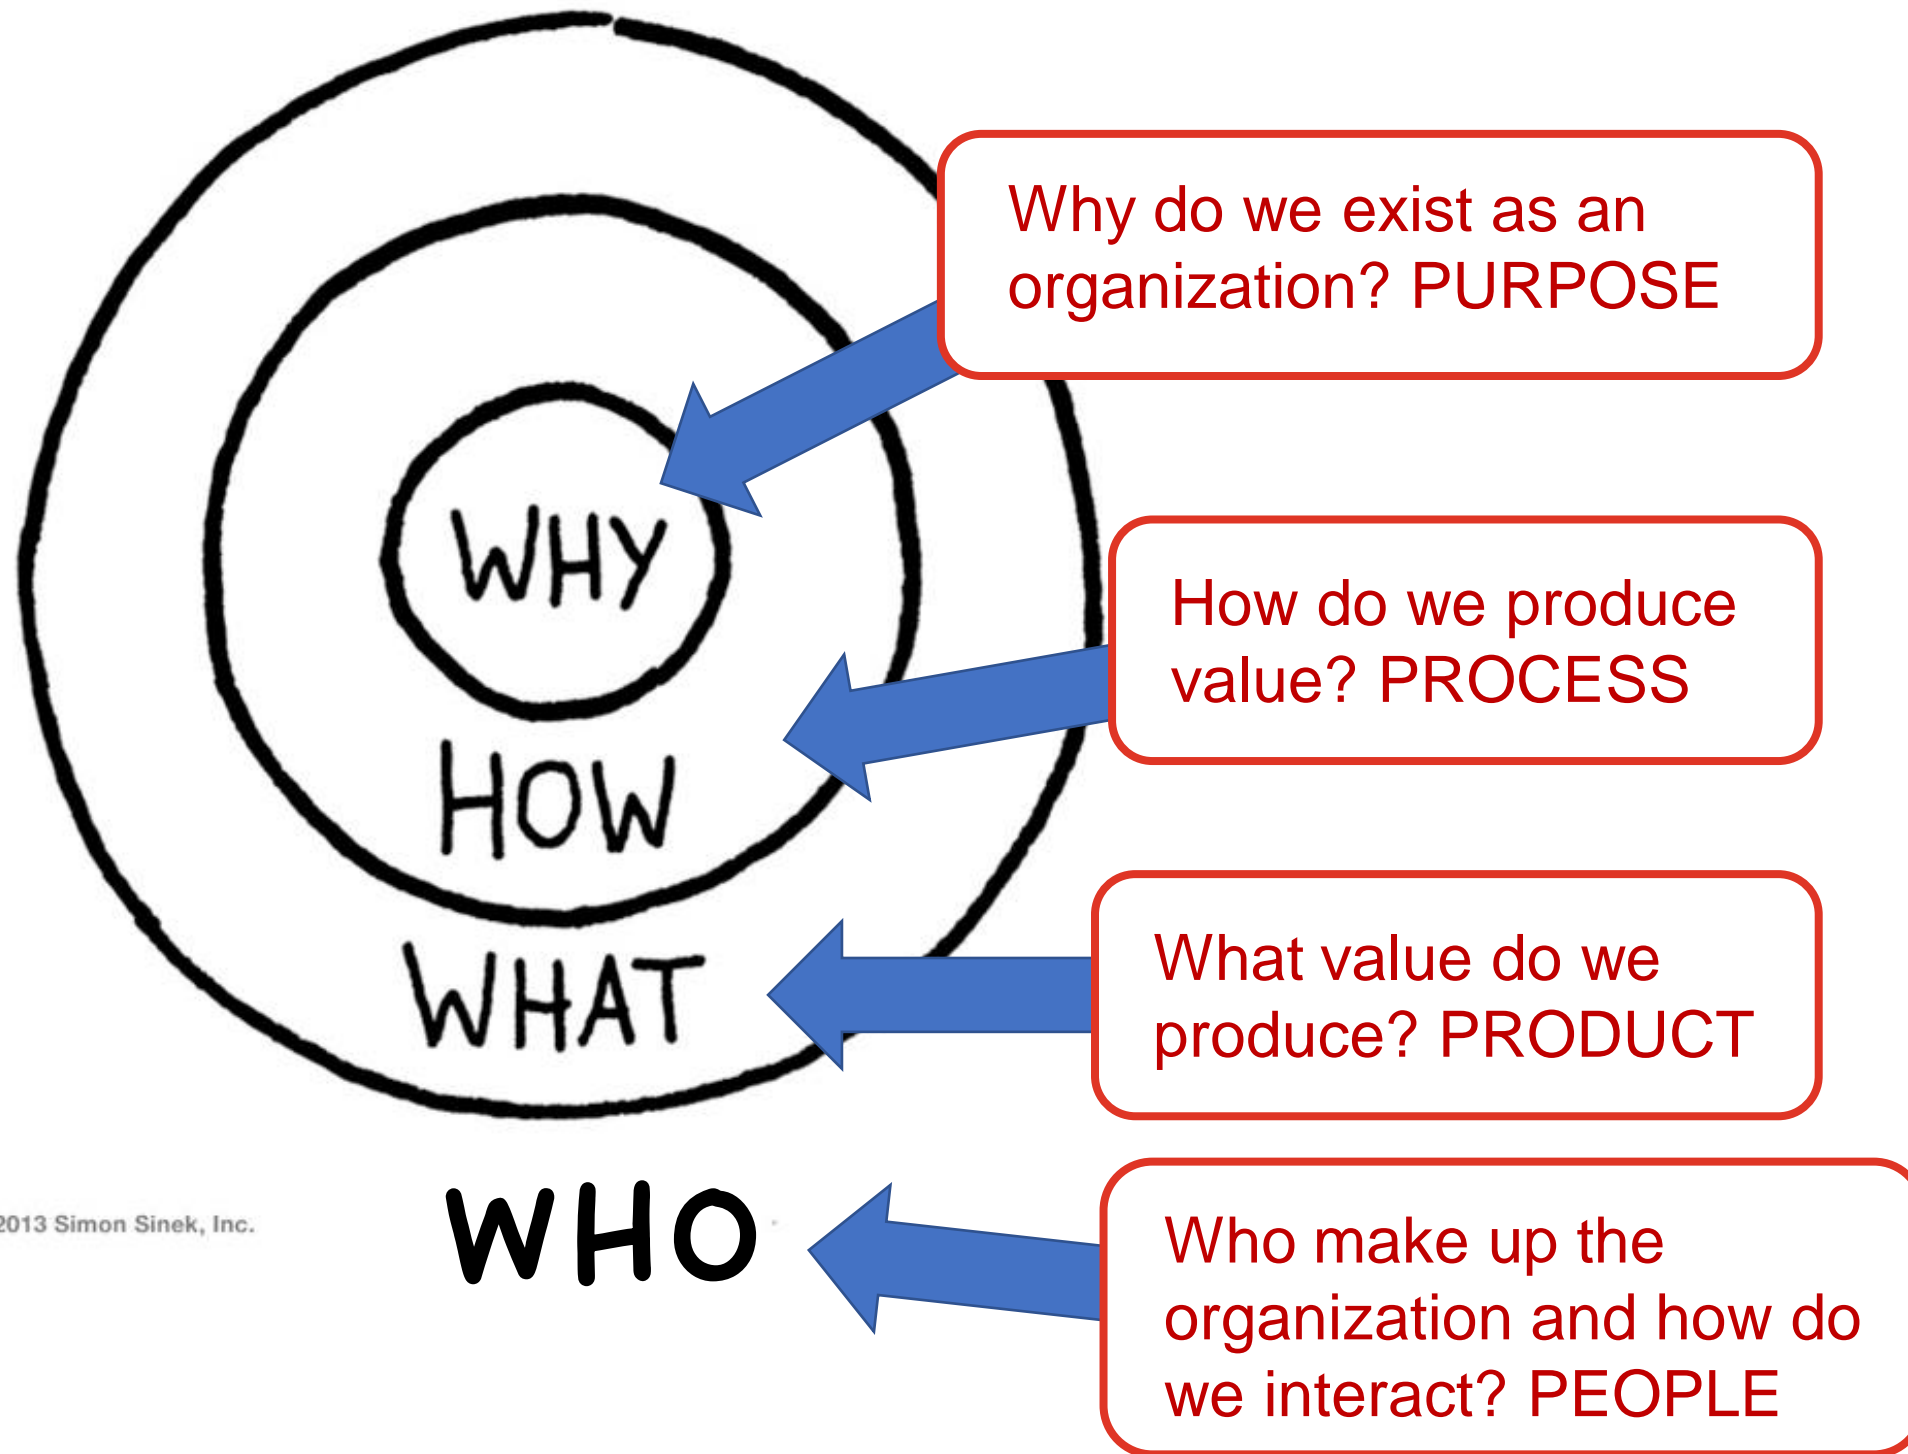 Why do we exist as an
organization? PURPOSE
WHY
How do we produce
value? PROCESS
HOW
What value do we
produce? PRODUCT
WHAT
2013 Simon Sinek, Inc.
WHO
Who make up the
organization and how do
we interact? PEOPLE